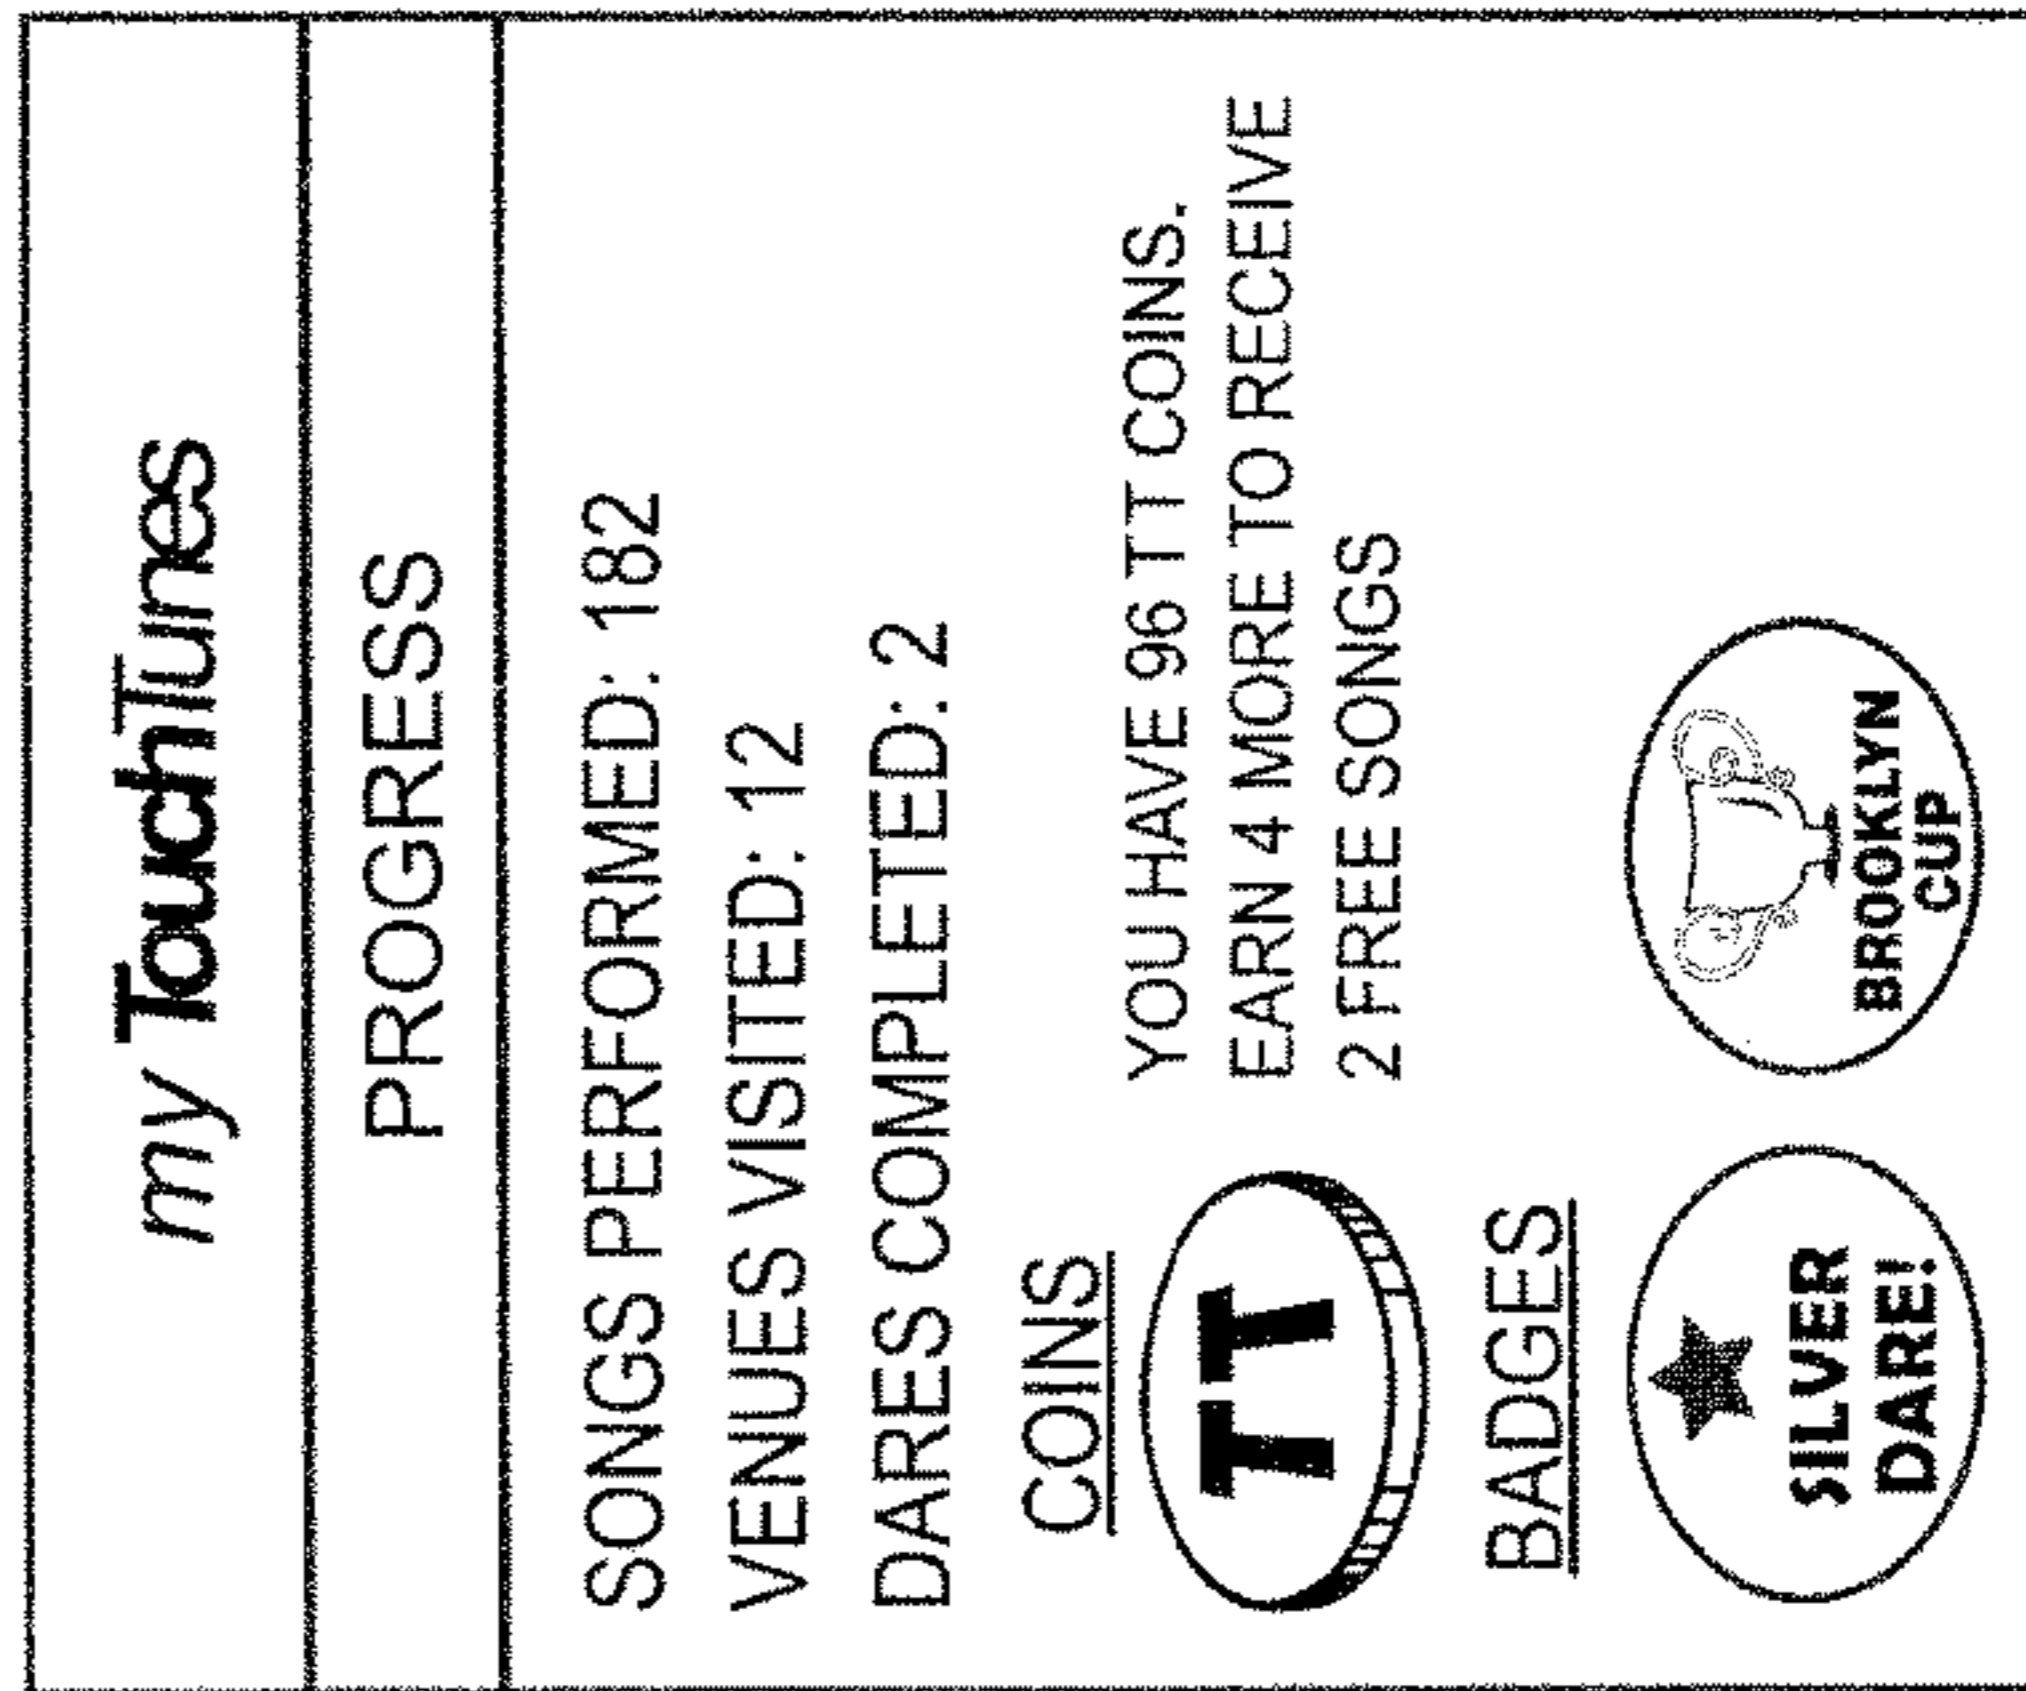 my TouchTunes
PROGRESS
SONGS PERFORMED: 182
VENUES VISITED: 12
DARES COMPLETED: 2
COINS
TT
YOU HAVE 96 TT COINS.
EARN 4 MORE TO RECEIVE
2 FREE SONGS
BADGES
SILVER
DARE!
BROOKLYN
CUP